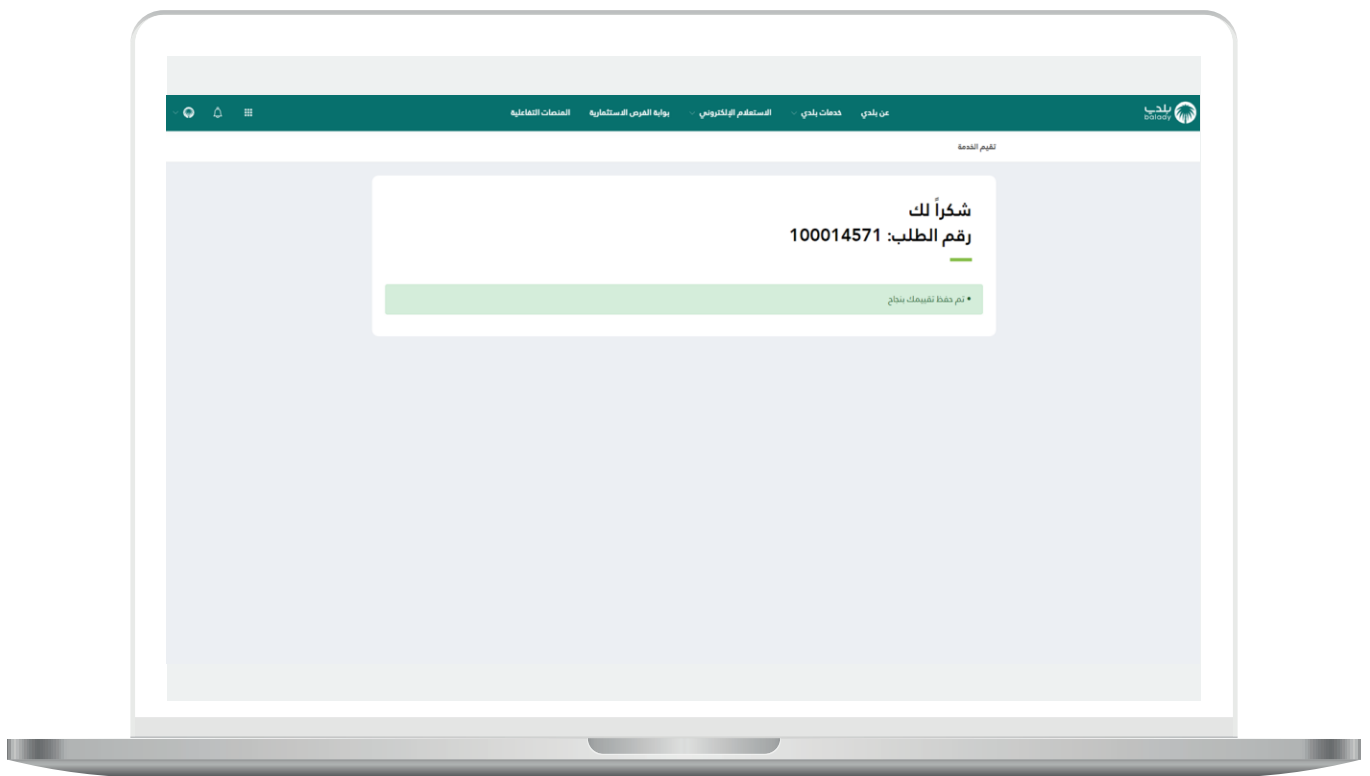 بلدي
balady
عن بلدي خدمات بلدي الاستعلام الإلكتروني بوابة الفرص الاستثمارية المنصات التفاعلية
تقيم الخدمة
شكراً لك
رقم الطلب: 100014571
• تم حفظ تقييمك بنجاح